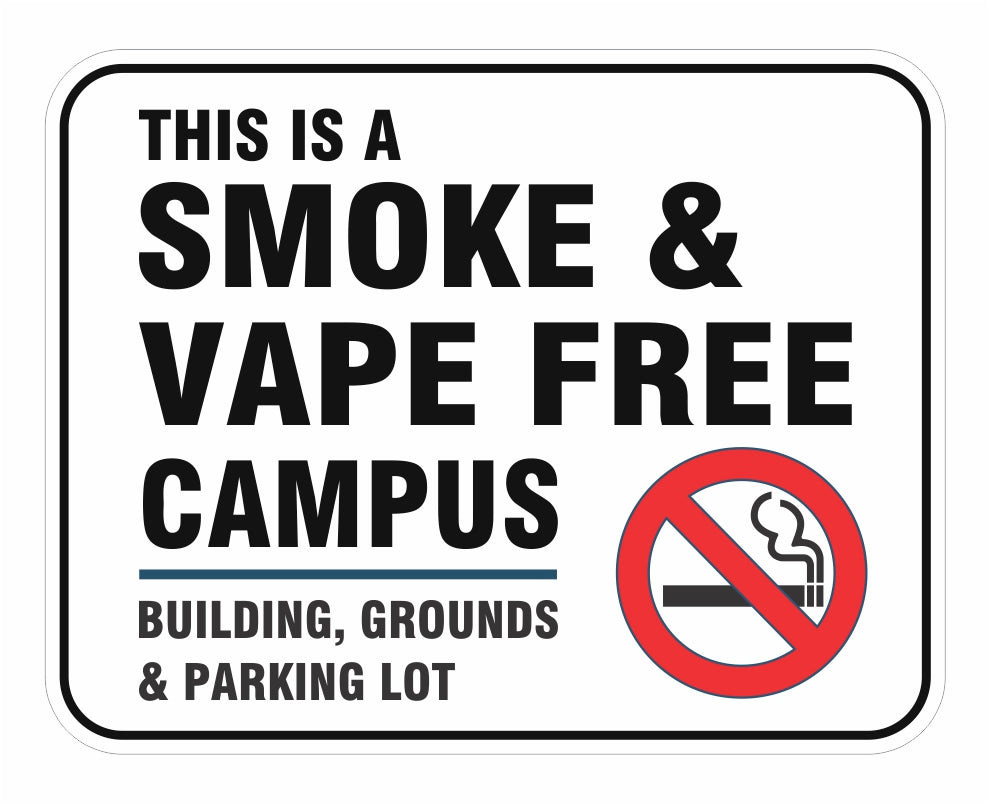 THIS IS A
SMOKE &
VAPE FREE
CAMPUS
BUILDING, GROUNDS
& PARKING LOT